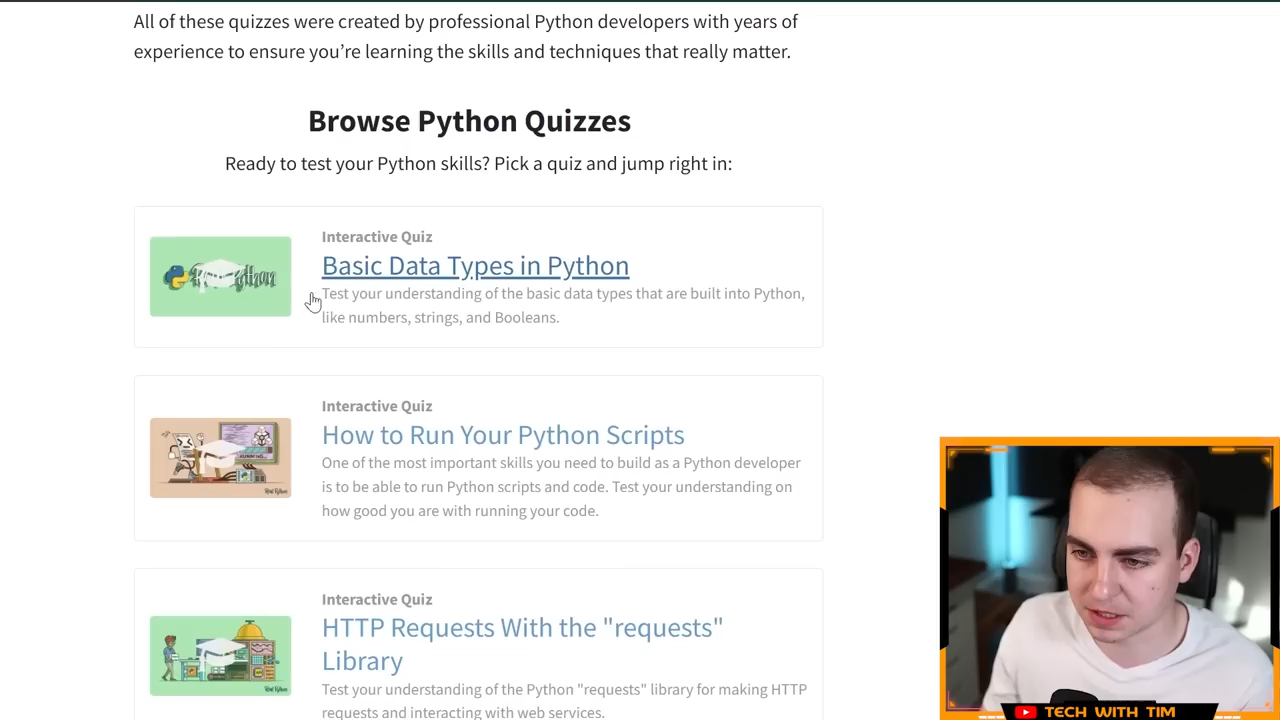 All of these quizzes were created by professional Python developers with years of
experience to ensure you’re learning the skills and techniques that really matter.
Browse Python Quizzes
Ready to test your Python skills? Pick a quiz and jump right in:
Interactive Quiz
Basic Data Types in Python
Test your understanding of the basic data types that are built into Python,
like numbers, strings, and Booleans.
Real Python
Interactive Quiz
How to Run Your Python Scripts
One of the most important skills you need to build as a Python developer
is to be able to run Python scripts and code. Test your understanding on
how good you are with running your code.
Real Python
Interactive Quiz
HTTP Requests With the "requests"
Library
Test your understanding of the Python "requests" library for making HTTP
requests and interacting with web services.
Real Python
TECH WITH TIM